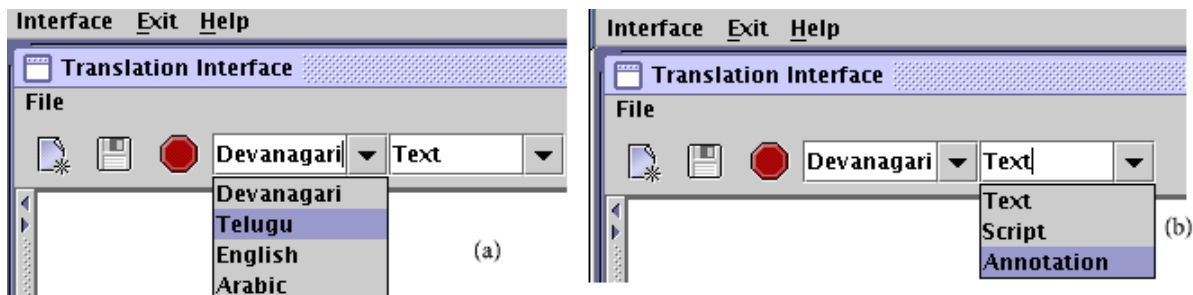 Interface Exit Help
Translation Interface
File
Devanagari Text
Devanagari
Telugu
English
Arabic
(a)
Interface Exit Help
Translation Interface
File
Devanagari Text
Text
Script
Annotation
(b)